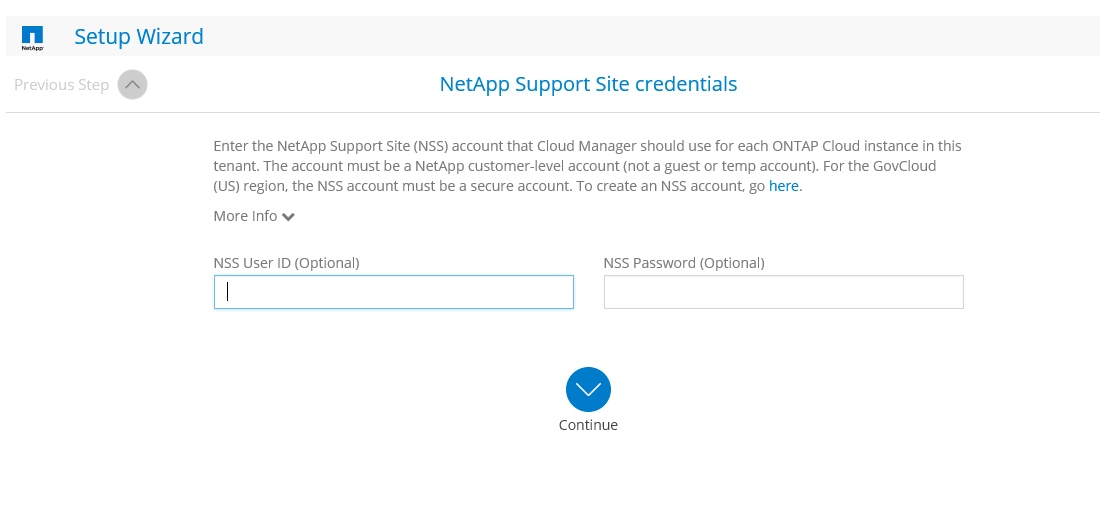 NetApp
Setup Wizard
Previous Step
NetApp Support Site credentials
Enter the NetApp Support Site (NSS) account that Cloud Manager should use for each ONTAP Cloud instance in this
tenant. The account must be a NetApp customer-level account (not a guest or temp account). For the GovCloud
(US) region, the NSS account must be a secure account. To create an NSS account, go here.
More Info
NSS User ID (Optional)
NSS Password (Optional)
Continue